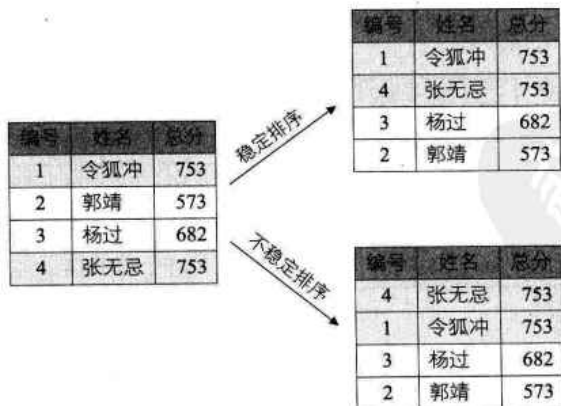 编号 姓名 总分
1 令狐冲 753
2 郭靖 573
3 杨过 682
4 张无忌 753
稳定排序
编号 姓名 总分
1 令狐冲 753
4 张无忌 753
3 杨过 682
2 郭靖 573
不稳定排序
编号 姓名 总分
4 张无忌 753
1 令狐冲 753
3 杨过 682
2 郭靖 573